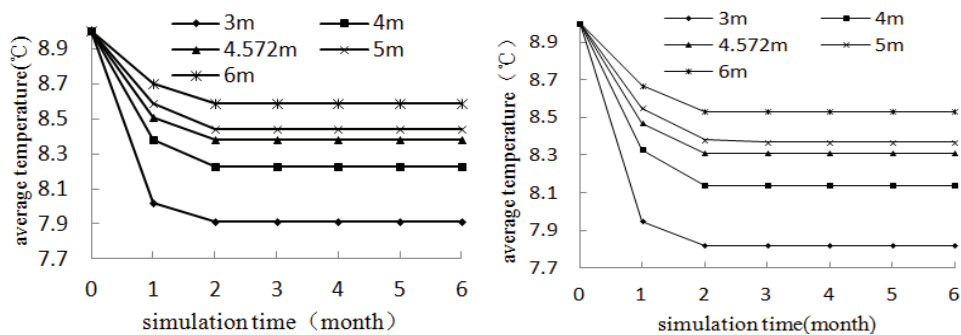 3m 4m
4.572m 5m
6m
average temperature(℃)
8.9
8.7
8.5
8.3
8.1
7.9
7.7
0 1 2 3 4 5 6
simulation time（month）
3m 4m
4.572m 5m
6m
average temperature（℃）
8.9
8.7
8.5
8.3
8.1
7.9
7.7
0 1 2 3 4 5 6
simulation time(month)